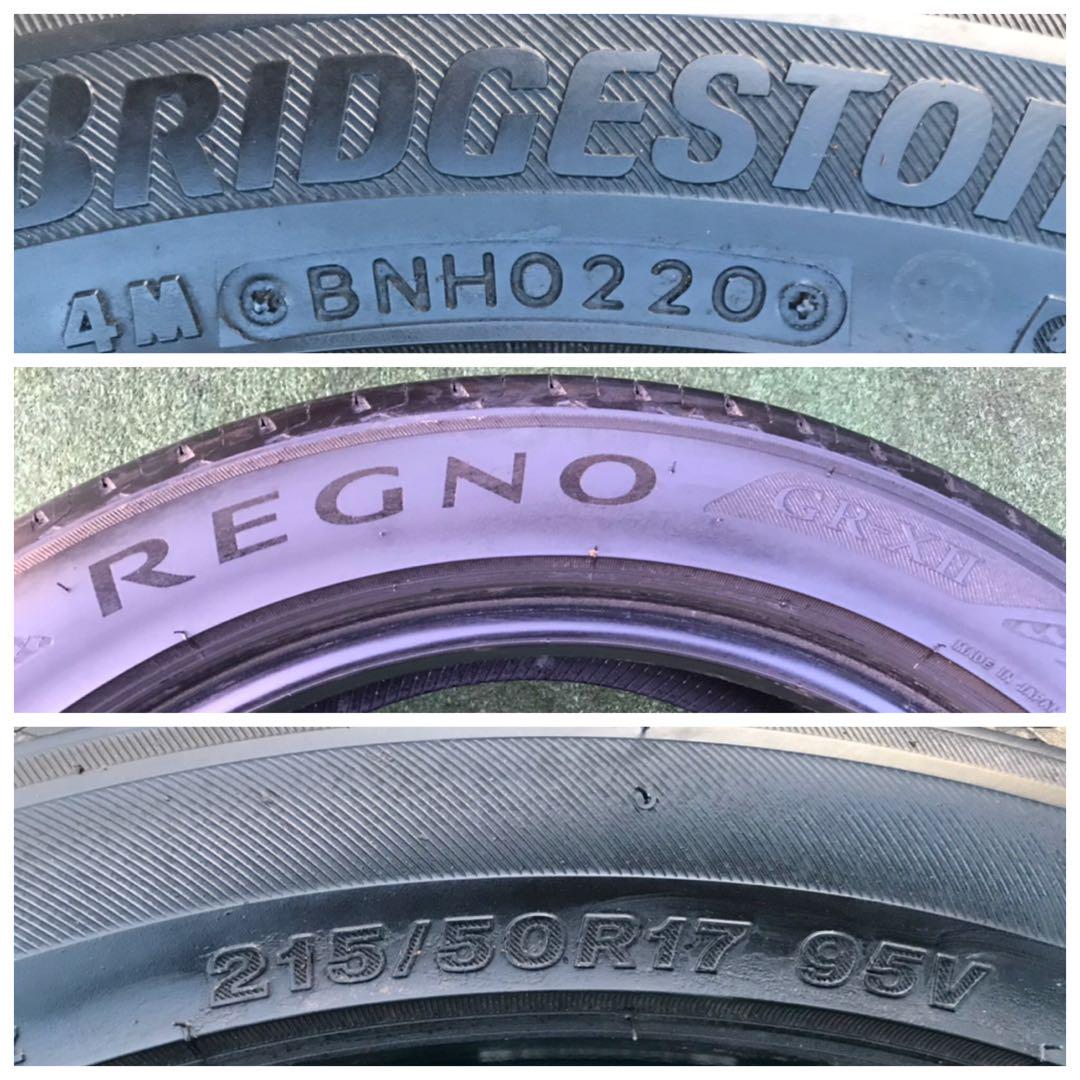 BRIDGESTON
4M BNH0220
REGNO GR-XII
MADE IN JAPAN
215/50R17 95V